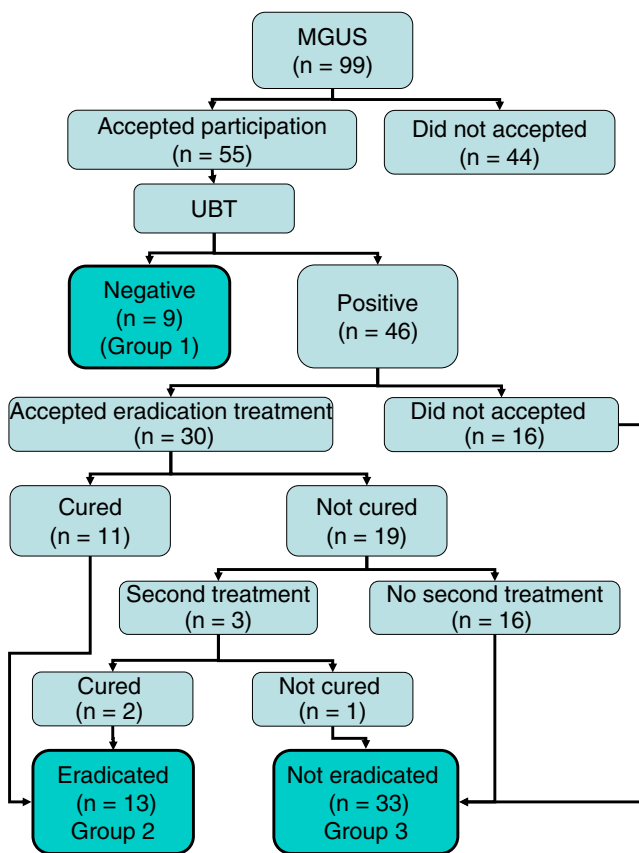 MGUS
(n = 99)
Accepted participation
(n = 55)
Did not accepted
(n = 44)
UBT
Negative
(n = 9)
(Group 1)
Positive
(n = 46)
Accepted eradication treatment
(n = 30)
Did not accepted
(n = 16)
Cured
(n = 11)
Not cured
(n = 19)
Second treatment
(n = 3)
No second treatment
(n = 16)
Cured
(n = 2)
Not cured
(n = 1)
Eradicated
(n = 13)
Group 2
Not eradicated
(n = 33)
Group 3